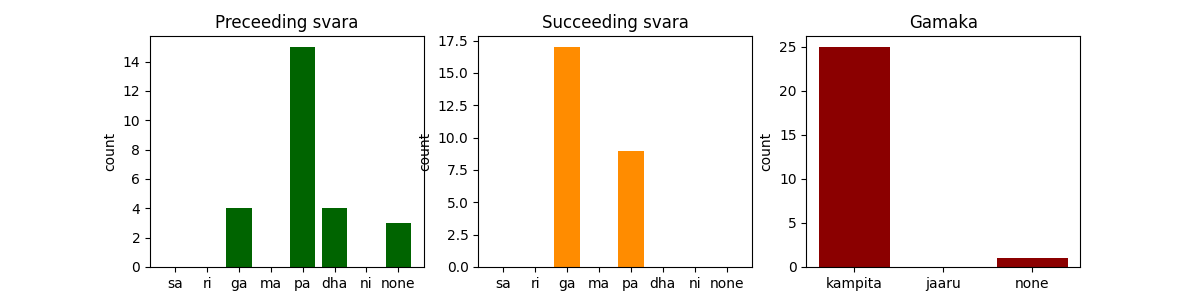 Preceeding svara
count
14
12
10
8
6
4
2
0
sa ri ga ma pa dha ni none
Succeeding svara
count
17.5
15.0
12.5
10.0
7.5
5.0
2.5
0.0
sa ri ga ma pa dha ni none
Gamaka
count
25
20
15
10
5
0
kampita jaaru none